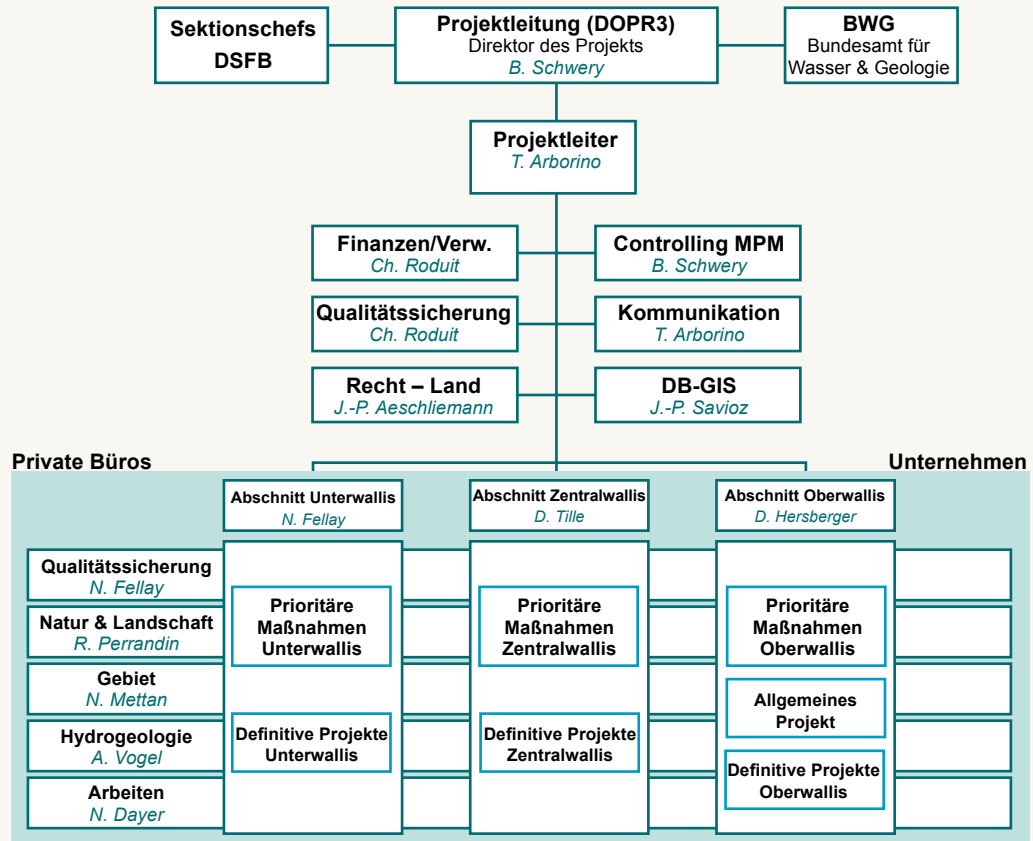 Sektionschefs
DSFB
Projektleitung (DOPR3)
Direktor des Projekts
B. Schwery
BWG
Bundesamt für
Wasser & Geologie
Projektleiter
T. Arborino
Finanzen/Verw.
Ch. Roduit
Controlling MPM
B. Schwery
Qualitätssicherung
Ch. Roduit
Kommunikation
T. Arborino
Recht – Land
J.-P. Aeschliemann
DB-GIS
J.-P. Savioz
Private Büros
Unternehmen
Abschnitt Unterwallis
N. Fellay
Abschnitt Zentralwallis
D. Tille
Abschnitt Oberwallis
D. Hersberger
Qualitätssicherung
N. Fellay
Natur & Landschaft
R. Perrandin
Gebiet
N. Mettan
Hydrogeologie
A. Vogel
Arbeiten
N. Dayer
Prioritäre
Maßnahmen
Unterwallis
Definitive Projekte
Unterwallis
Prioritäre
Maßnahmen
Zentralwallis
Definitive Projekte
Zentralwallis
Prioritäre
Maßnahmen
Oberwallis
Allgemeines
Projekt
Definitive Projekte
Oberwallis